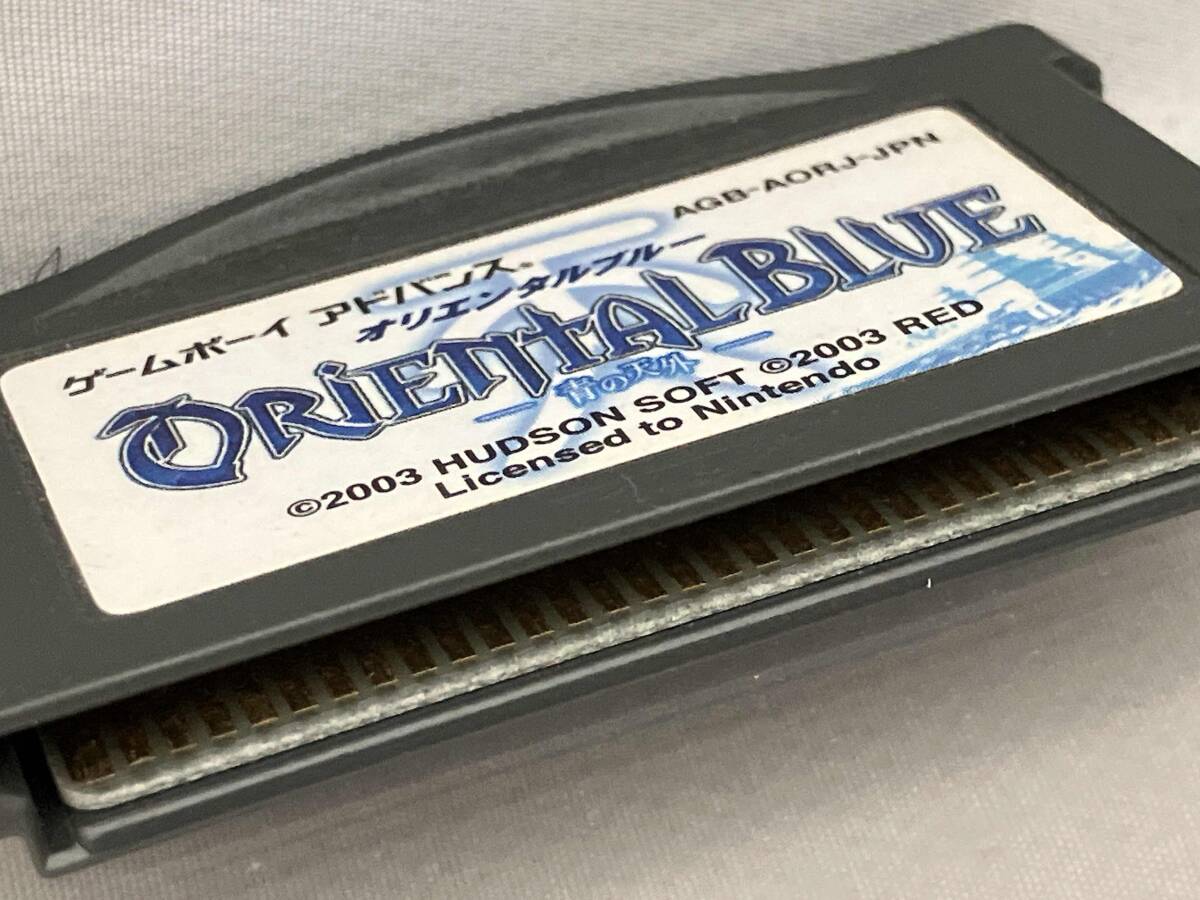 ゲームボーイ アドバンス®
AGB-AORJ-JPN
オリエンタルブルー
ORIENTAL BLUE
青の天外
©2003 HUDSON SOFT ©2003 RED
Licensed to Nintendo